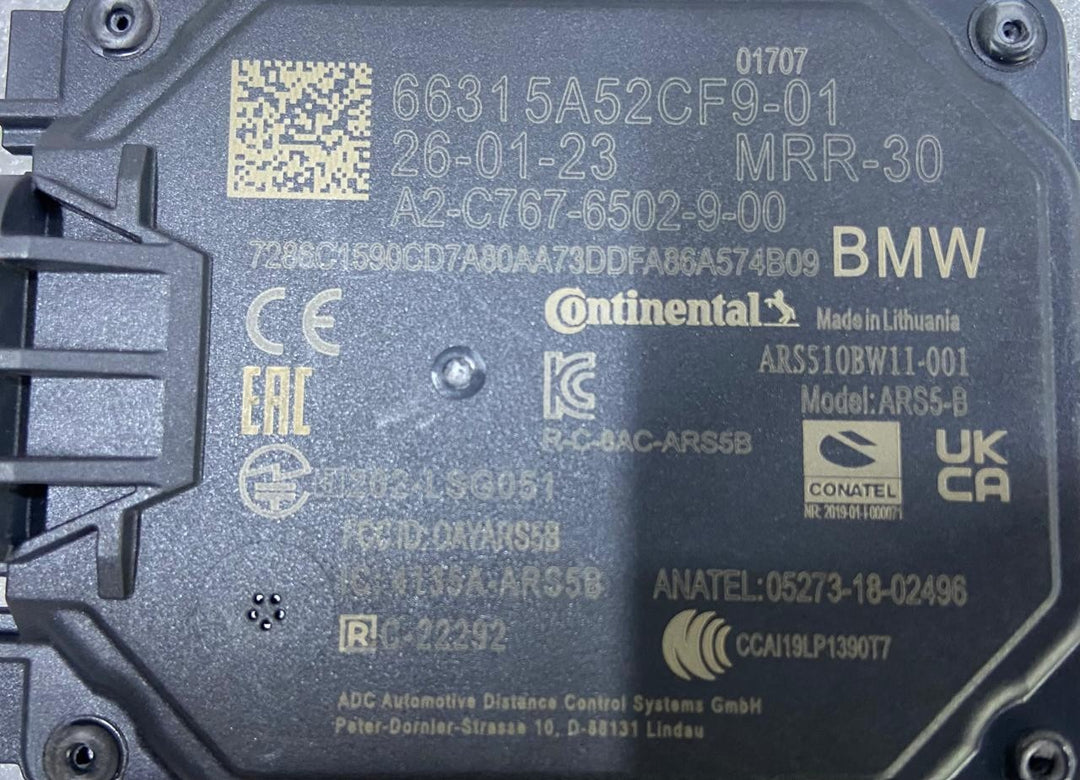 01707
66315A52CF9-01
26-01-23 MRR-30
A2-C767-6502-9-00
7286C1590CD7A80AA73DDFA86A574B09 BMW
CE
Continental
Made in Lithuania
ARS510BW11-001
EAC
KC
Model: ARS5-B
R-C-8AC-ARS5B
CONATEL
NR: 2019-01-I-000071
UK
CA
202-LSG051
FCC ID: OAYARS5B
IC: 4135A-ARS5B
ANATEL: 05273-18-02496
R C-22292
CCAI19LP1390T7
ADC Automotive Distance Control Systems GmbH
Peter-Dornier-Strasse 10, D-88131 Lindau